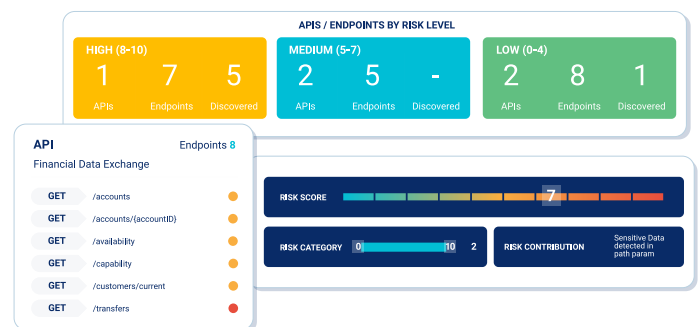 APIS / ENDPOINTS BY RISK LEVEL
HIGH (8-10)
1 7 5
APIs Endpoints Discovered
MEDIUM (5-7)
2 5 -
APIs Endpoints Discovered
LOW (0-4)
2 8 1
APIs Endpoints Discovered
API Endpoints 8
Financial Data Exchange
GET /accounts
GET /accounts/{accountID}
GET /availability
GET /capability
GET /customers/current
GET /transfers
RISK SCORE 7
RISK CATEGORY 0 10 2
RISK CONTRIBUTION
Sensitive Data
detected in
path param